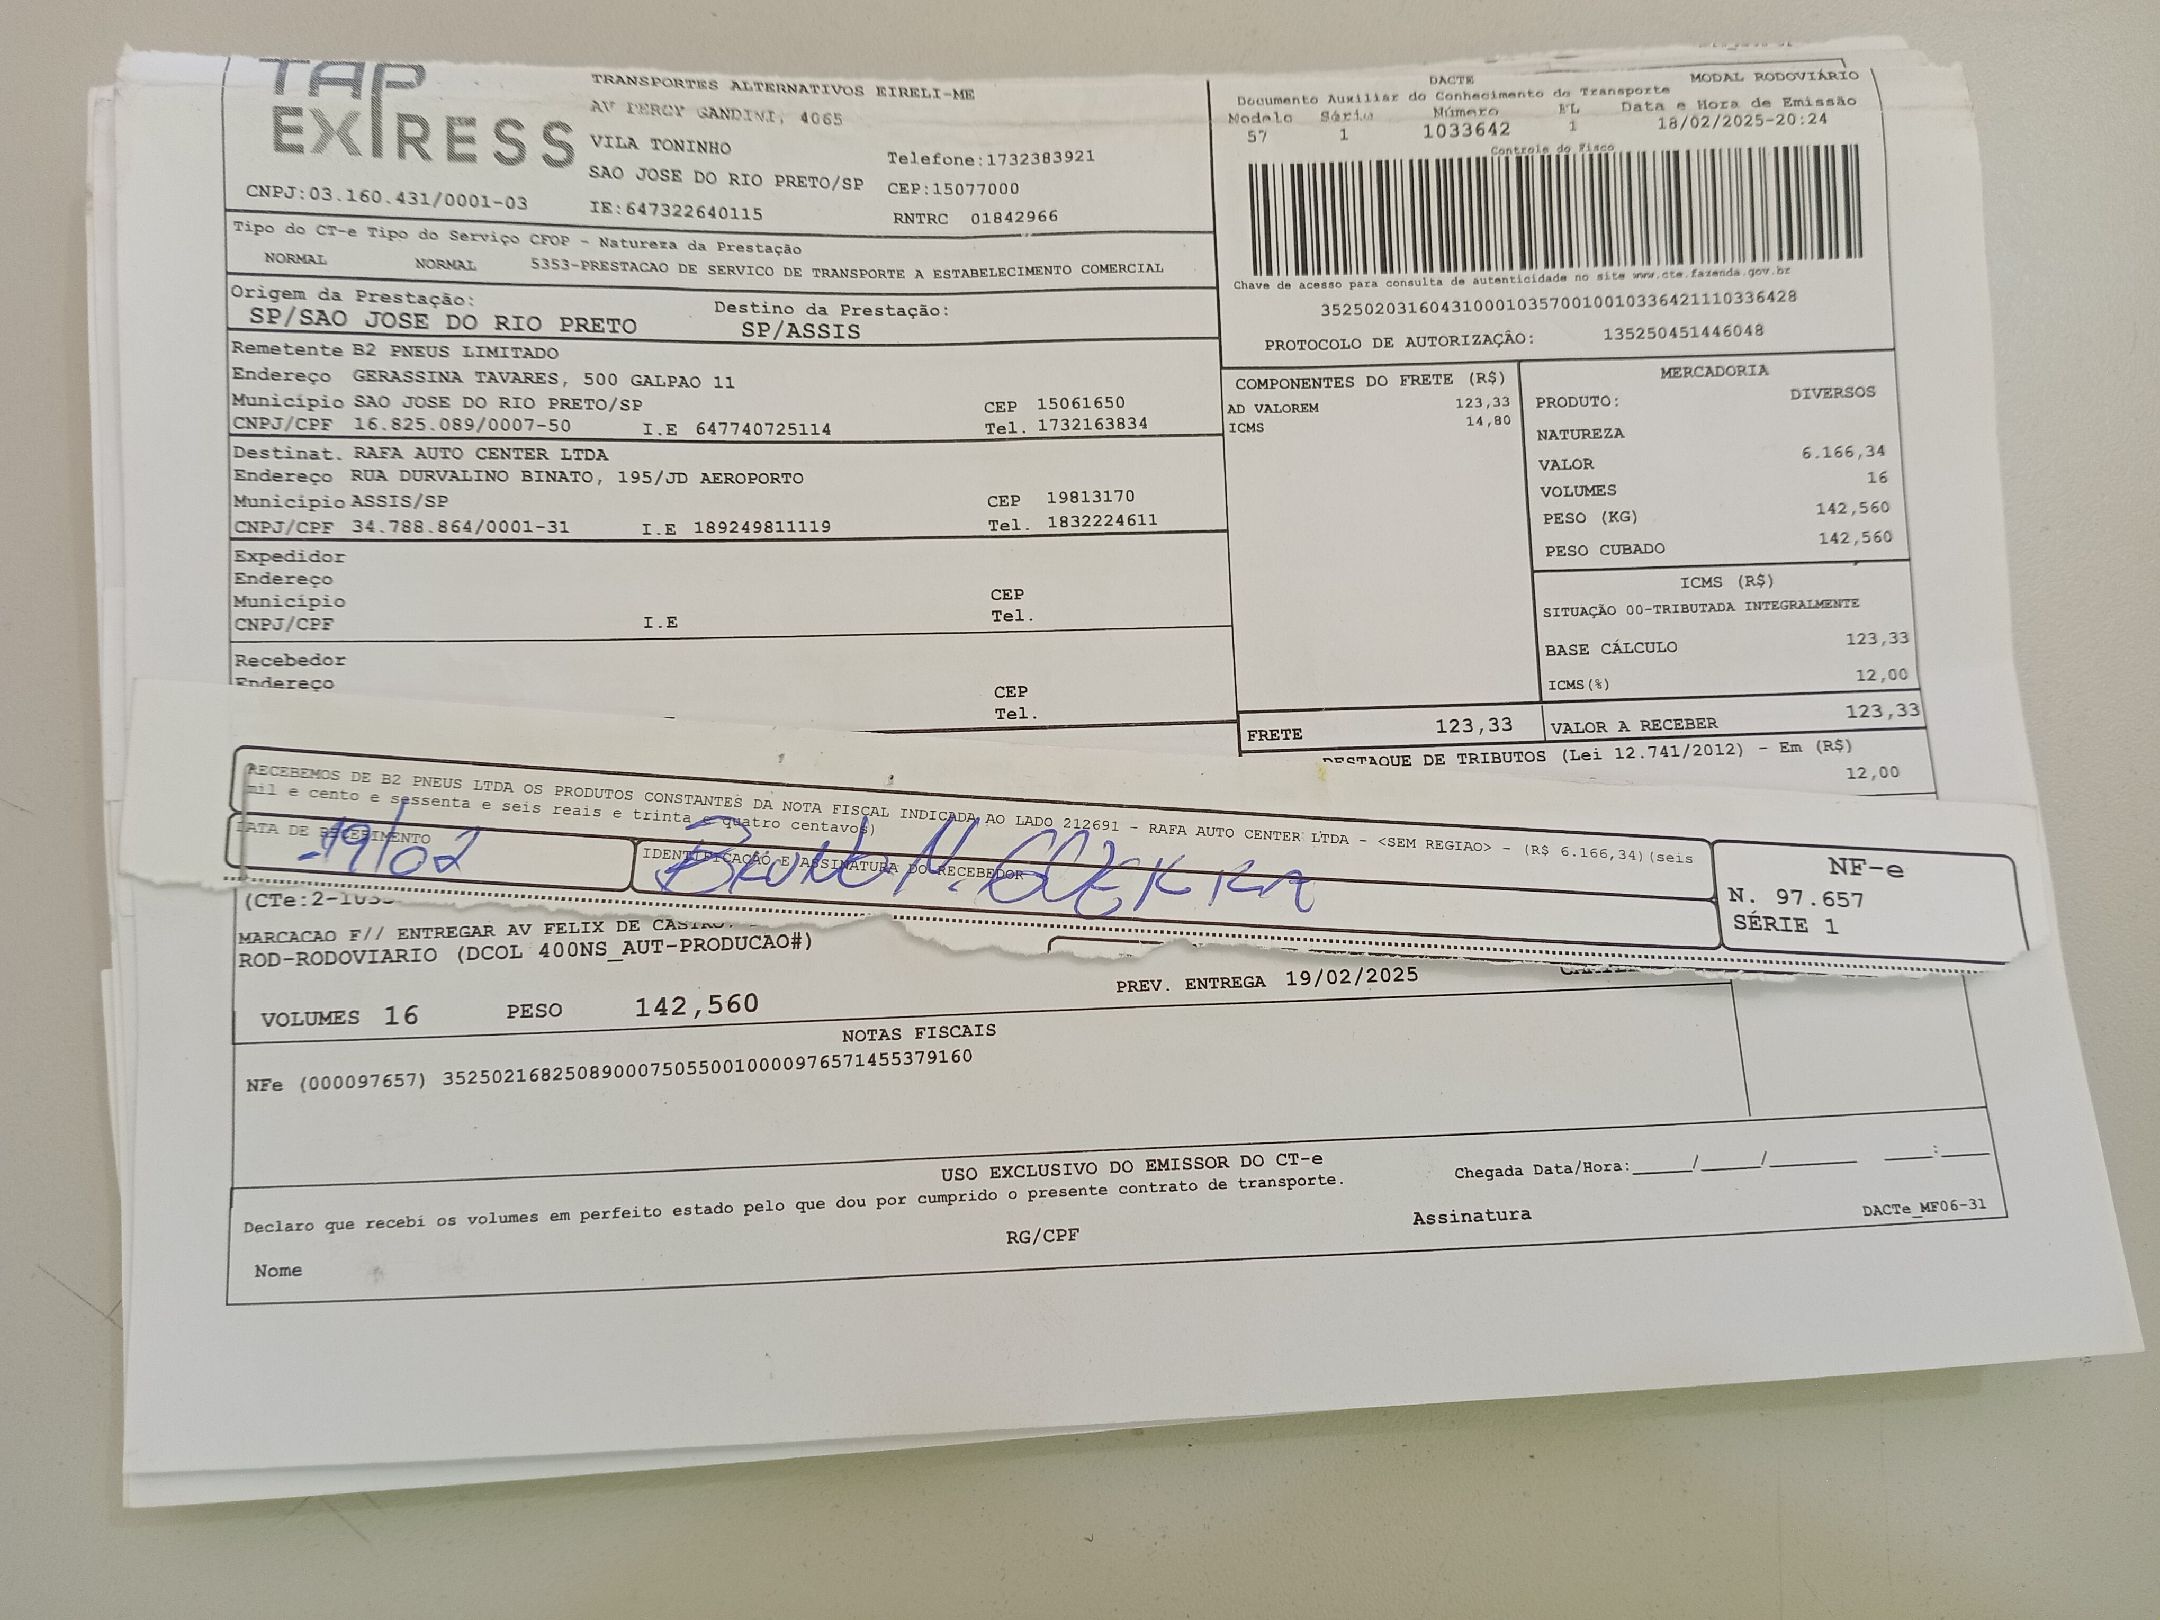 TAP EXPRESS
TRANSPORTES ALTERNATIVOS EIRELI-ME
AV PERCY GANDINI, 4065
VILA TONINHO
Telefone:1732383921
SAO JOSE DO RIO PRETO/SP CEP:15077000
CNPJ:03.160.431/0001-03 IE:647322640115 RNTRC 01842966
DACTE MODAL RODOVIÁRIO
Documento Auxiliar do Conhecimento do Transporte
Modelo Série Número FL Data e Hora de Emissão
57 1 1033642 1 18/02/2025-20:24
Controle do Fisco
Chave de acesso para consulta de autenticidade no site www.cte.fazenda.gov.br
35250203160431000103570010010336421110336428
PROTOCOLO DE AUTORIZAÇÃO: 135250451446048
Tipo do CT-e Tipo do Serviço CFOP - Natureza da Prestação
NORMAL NORMAL 5353-PRESTACAO DE SERVICO DE TRANSPORTE A ESTABELECIMENTO COMERCIAL
Origem da Prestação: Destino da Prestação:
SP/SAO JOSE DO RIO PRETO SP/ASSIS
Remetente B2 PNEUS LIMITADO
Endereço GERASSINA TAVARES, 500 GALPAO 11
Município SAO JOSE DO RIO PRETO/SP CEP 15061650
CNPJ/CPF 16.825.089/0007-50 I.E 647740725114 Tel. 1732163834
Destinat. RAFA AUTO CENTER LTDA
Endereço RUA DURVALINO BINATO, 195/JD AEROPORTO
Município ASSIS/SP CEP 19813170
CNPJ/CPF 34.788.864/0001-31 I.E 189249811119 Tel. 1832224611
Expedidor
Endereço
Município CEP
CNPJ/CPF I.E Tel.
Recebedor
Endereço CEP
Tel.
COMPONENTES DO FRETE (R$)
AD VALOREM 123,33
ICMS 14,80
MERCADORIA
PRODUTO: DIVERSOS
NATUREZA
VALOR 6.166,34
VOLUMES 16
PESO (KG) 142,560
PESO CUBADO 142,560
ICMS (R$)
SITUAÇÃO 00-TRIBUTADA INTEGRALMENTE
BASE CÁLCULO 123,33
ICMS(%) 12,00
FRETE 123,33 VALOR A RECEBER 123,33
DESTAQUE DE TRIBUTOS (Lei 12.741/2012) - Em (R$)
12,00
RECEBEMOS DE B2 PNEUS LTDA OS PRODUTOS CONSTANTES DA NOTA FISCAL INDICADA AO LADO 212691 - RAFA AUTO CENTER LTDA - <SEM REGIAO> - (R$ 6.166,34)(seis
mil e cento e sessenta e seis reais e trinta e quatro centavos)
DATA DE RECEBIMENTO
19/02
IDENTIFICAÇÃO E ASSINATURA DO RECEBEDOR
Bruno N. GUERRA
NF-e
N. 97.657
SÉRIE 1
MARCACAO F// ENTREGAR AV FELIX DE
ROD-RODOVIARIO (DCOL 400NS_AUT-PRODUCAO#)
VOLUMES 16 PESO 142,560 PREV. ENTREGA 19/02/2025
NOTAS FISCAIS
NFe (000097657) 35250216825089000750550010000976571455379160
USO EXCLUSIVO DO EMISSOR DO CT-e
Declaro que recebi os volumes em perfeito estado pelo que dou por cumprido o presente contrato de transporte.
Chegada Data/Hora:_____/_____/________ ____:____
Nome RG/CPF Assinatura
DACTe_MF06-31